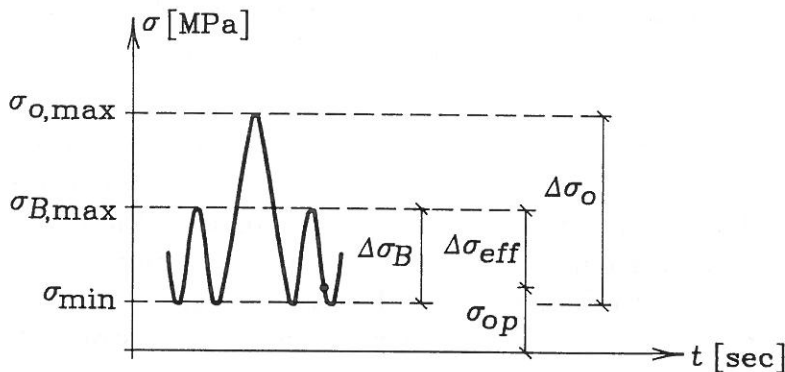 σ [MPa]
σo,max
Δσo
σB,max
ΔσB
Δσeff
σmin
σop
t [sec]